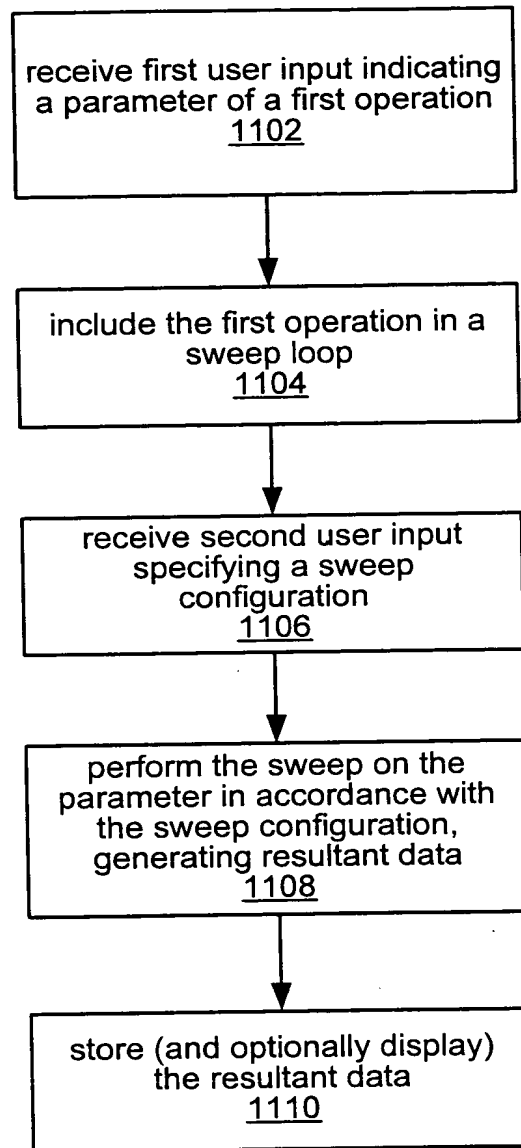 receive first user input indicating
a parameter of a first operation
1102
include the first operation in a
sweep loop
1104
receive second user input
specifying a sweep
configuration
1106
perform the sweep on the
parameter in accordance with
the sweep configuration,
generating resultant data
1108
store (and optionally display)
the resultant data
1110